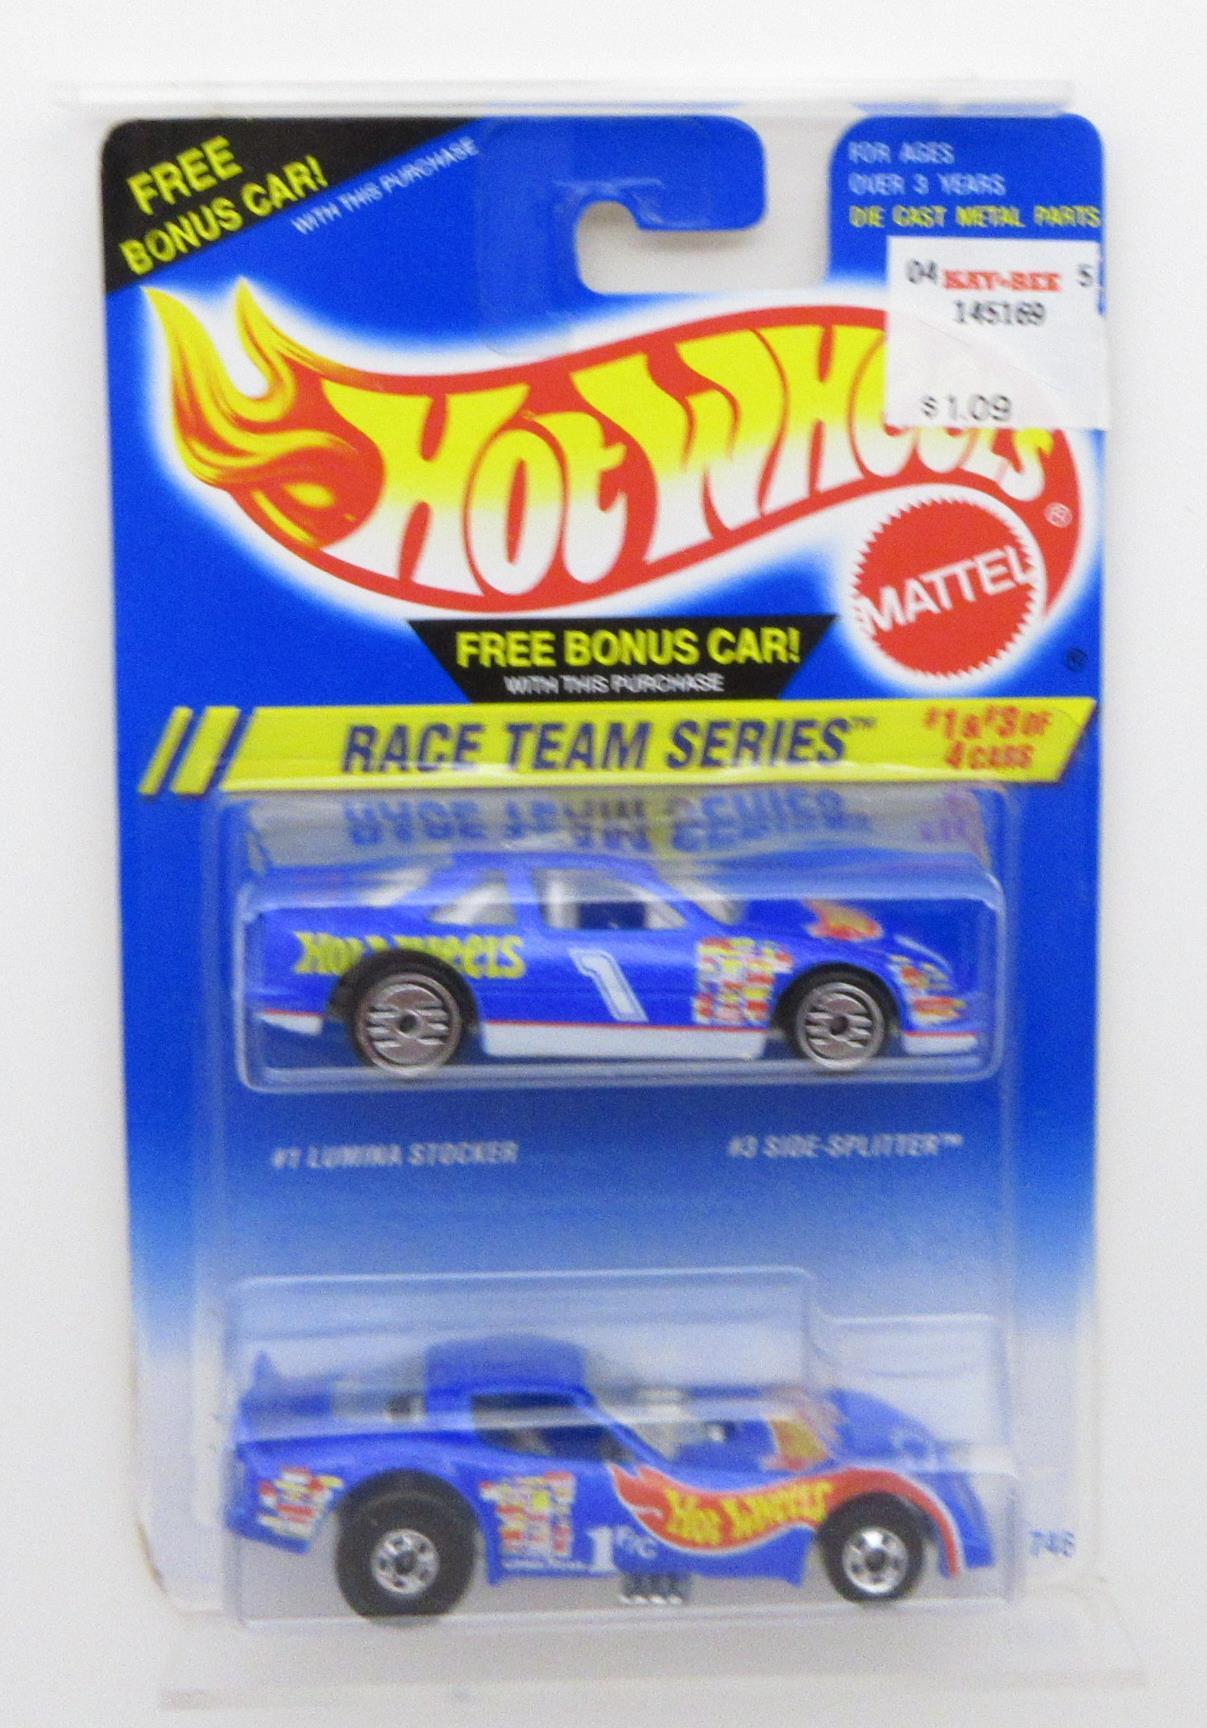 FREE
BONUS CAR!
WITH THIS PURCHASE
FOR AGES
OVER 3 YEARS
DIE CAST METAL PARTS
04 KAY-BEE 5
145169
$1.09
HOT WHEELS
®
MATTEL
®
FREE BONUS CAR!
WITH THIS PURCHASE
RACE TEAM SERIES™
#1 & #3 OF
4 CARS
HOT WHEELS
1
#1 LUMINA STOCKER
#3 SIDE-SPLITTER™
HOT WHEELS
1 F/C